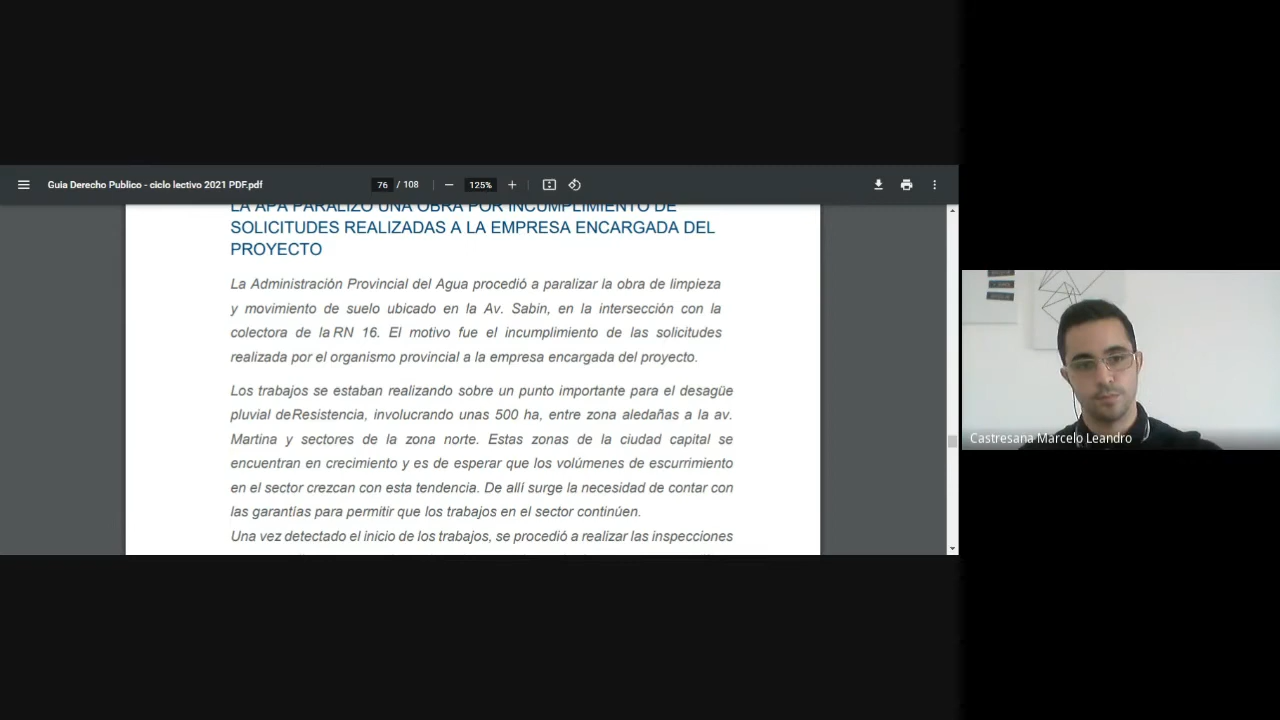 Guia Derecho Publico - ciclo lectivo 2021 PDF.pdf
76 / 108
125%
LA APA PARALIZÓ UNA OBRA POR INCUMPLIMIENTO DE
SOLICITUDES REALIZADAS A LA EMPRESA ENCARGADA DEL
PROYECTO
La Administración Provincial del Agua procedió a paralizar la obra de limpieza
y movimiento de suelo ubicado en la Av. Sabin, en la intersección con la
colectora de laRN 16. El motivo fue el incumplimiento de las solicitudes
realizada por el organismo provincial a la empresa encargada del proyecto.
Los trabajos se estaban realizando sobre un punto importante para el desagüe
pluvial deResistencia, involucrando unas 500 ha, entre zona aledañas a la av.
Martina y sectores de la zona norte. Estas zonas de la ciudad capital se
encuentran en crecimiento y es de esperar que los volúmenes de escurrimiento
en el sector crezcan con esta tendencia. De allí surge la necesidad de contar con
las garantías para permitir que los trabajos en el sector continúen.
Una vez detectado el inicio de los trabajos, se procedió a realizar las inspecciones
Castresana Marcelo Leandro